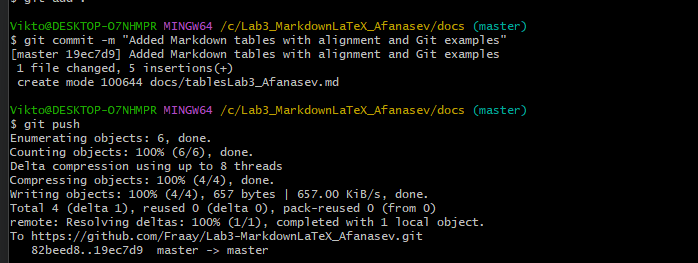 $ git add .
Vikto@DESKTOP-O7NHMPR MINGW64 /c/Lab3_MarkdownLaTeX_Afanasev/docs (master)
$ git commit -m "Added Markdown tables with alignment and Git examples"
[master 19ec7d9] Added Markdown tables with alignment and Git examples
 1 file changed, 5 insertions(+)
 create mode 100644 docs/tablesLab3_Afanasev.md
Vikto@DESKTOP-O7NHMPR MINGW64 /c/Lab3_MarkdownLaTeX_Afanasev/docs (master)
$ git push
Enumerating objects: 6, done.
Counting objects: 100% (6/6), done.
Delta compression using up to 8 threads
Compressing objects: 100% (4/4), done.
Writing objects: 100% (4/4), 657 bytes | 657.00 KiB/s, done.
Total 4 (delta 1), reused 0 (delta 0), pack-reused 0 (from 0)
remote: Resolving deltas: 100% (1/1), completed with 1 local object.
To https://github.com/Fraay/Lab3-MarkdownLaTeX_Afanasev.git
   82beed8..19ec7d9  master -> master